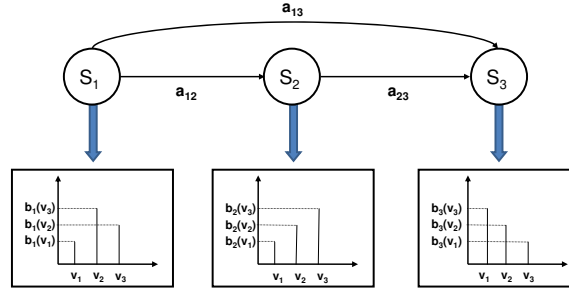 a13
S1
S2
S3
a12
a23
b1(v3)
b1(v2)
b1(v1)
v1 v2 v3
b2(v3)
b2(v2)
b2(v1)
v1 v2 v3
b3(v3)
b3(v2)
b3(v1)
v1 v2 v3